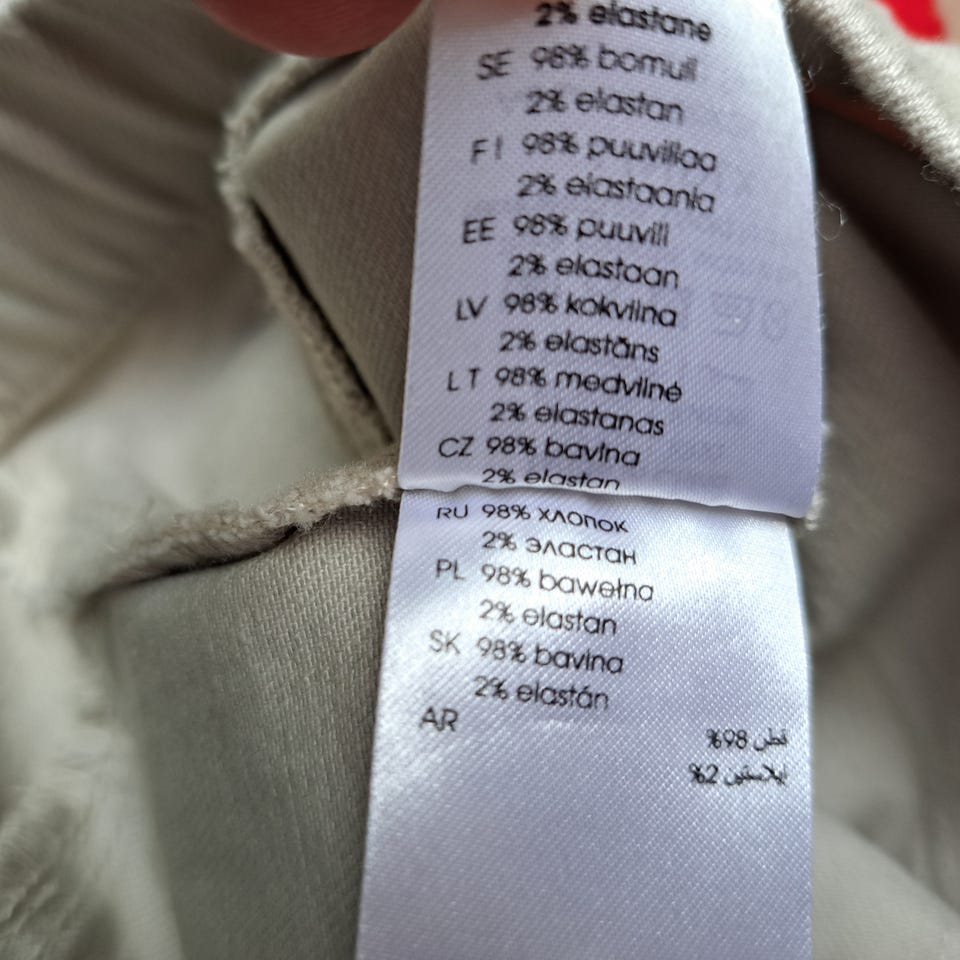 2% elastane
SE 98% bomull
2% elastan
FI 98% puuvillaa
2% elastaania
EE 98% puuvill
2% elastaan
LV 98% kokvilna
2% elastāns
LT 98% medvilnė
2% elastanas
CZ 98% bavlna
2% elastan
RU 98% хлопок
2% эластан
PL 98% bawełna
2% elastan
SK 98% bavlna
2% elastán
AR
قطن 98%
إيلاستين 2%